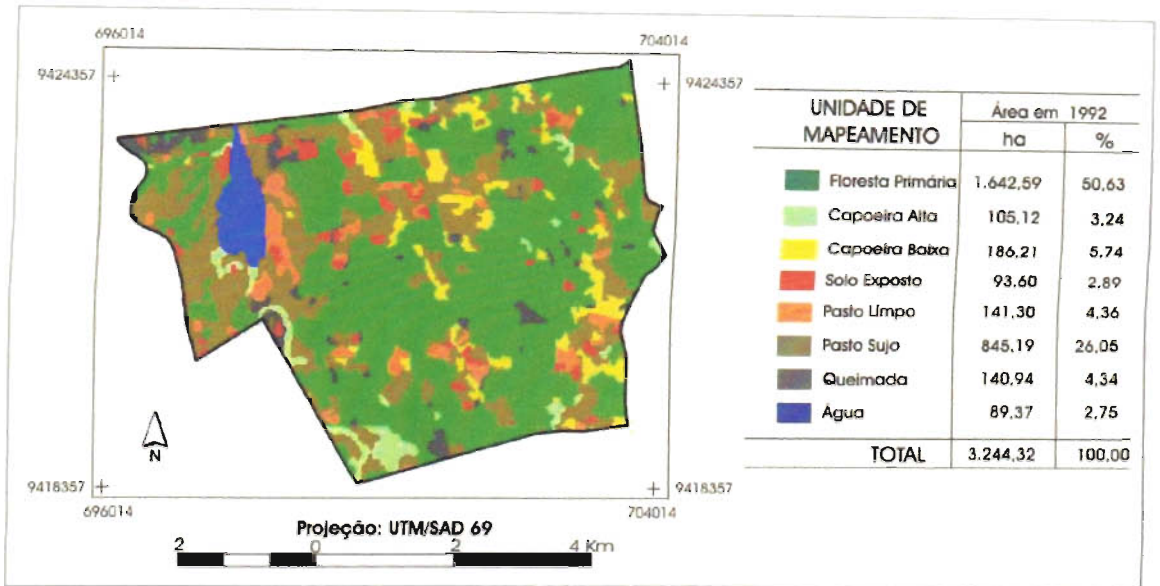 696014 704014
9424357 9424357
UNIDADE DE MAPEAMENTO Área em 1992
ha %
Floresta Primária 1.642,59 50,63
Capoeira Alta 105,12 3,24
Capoeira Baixa 186,21 5,74
Solo Exposto 93,60 2,89
Pasto Limpo 141,30 4,36
Pasto Sujo 845,19 26,05
Queimada 140,94 4,34
Água 89,37 2,75
TOTAL 3.244,32 100,00
N
9418357 9418357
696014 704014
Projeção: UTM/SAD 69
2 0 2 4 Km